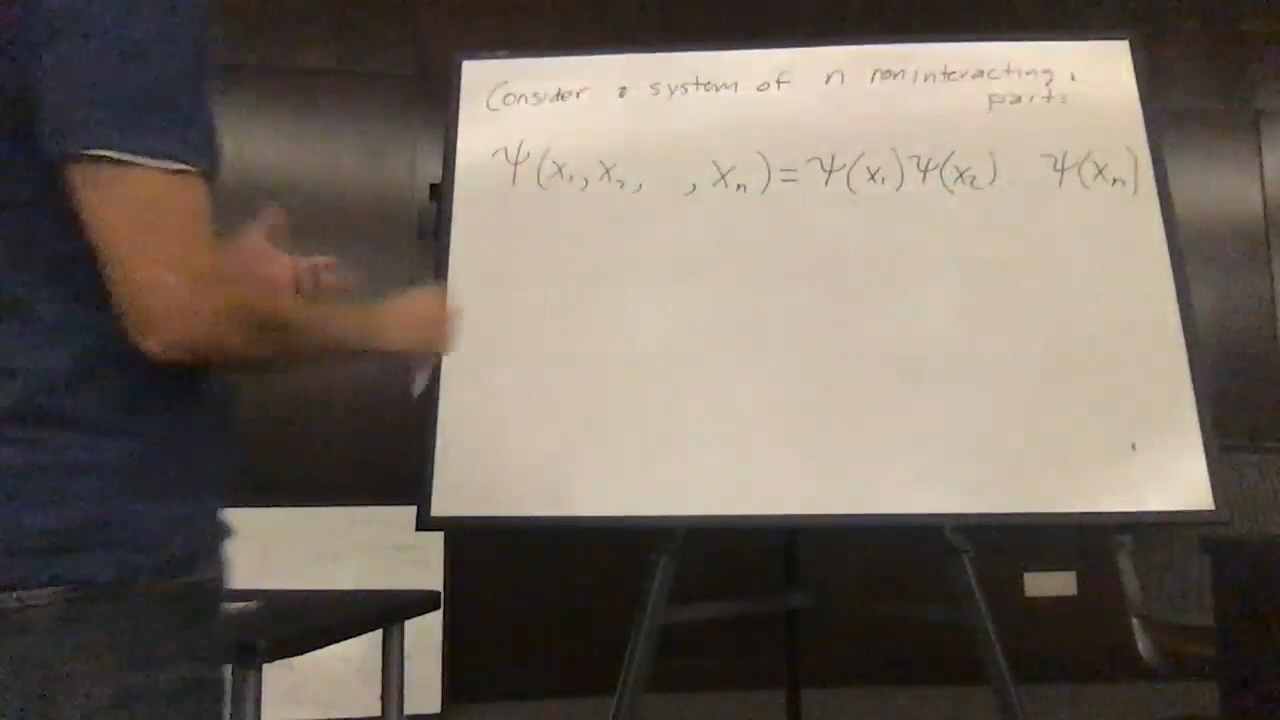 Consider a system of n noninteracting
parts
Ψ(x₁, x₂,   , xₙ) = Ψ(x₁)Ψ(x₂)   Ψ(xₙ)